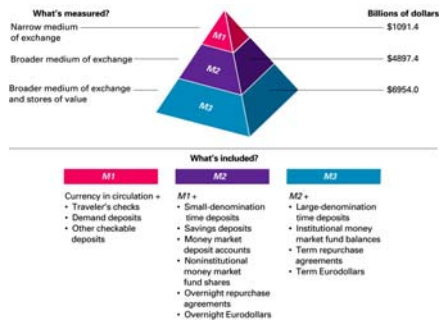 What's measured?
Billions of dollars
Narrow medium
of exchange
M1
$1091.4
Broader medium of exchange
M2
$4897.4
Broader medium of exchange
and stores of value
M3
$6954.0
What's included?
M1
Currency in circulation +
• Traveler's checks
• Demand deposits
• Other checkable
deposits
M2
M1 +
• Small-denomination
time deposits
• Savings deposits
• Money market
deposit accounts
• Noninstitutional
money market
fund shares
• Overnight repurchase
agreements
• Overnight Eurodollars
M3
M2 +
• Large-denomination
time deposits
• Institutional money
market fund balances
• Term repurchase
agreements
• Term Eurodollars